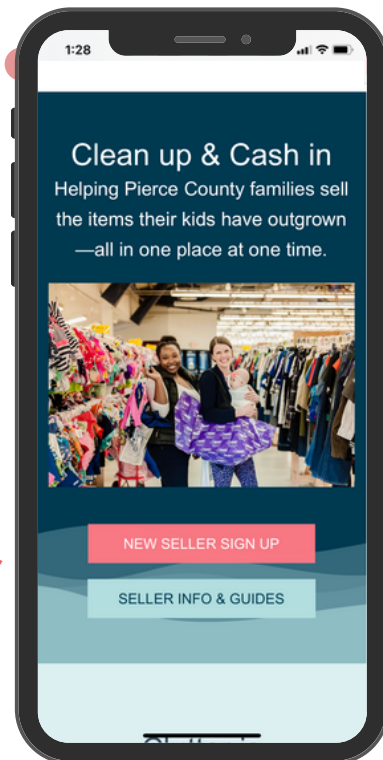 1:28
Clean up & Cash in
Helping Pierce County families sell
the items their kids have outgrown
—all in one place at one time.
NEW SELLER SIGN UP
SELLER INFO & GUIDES